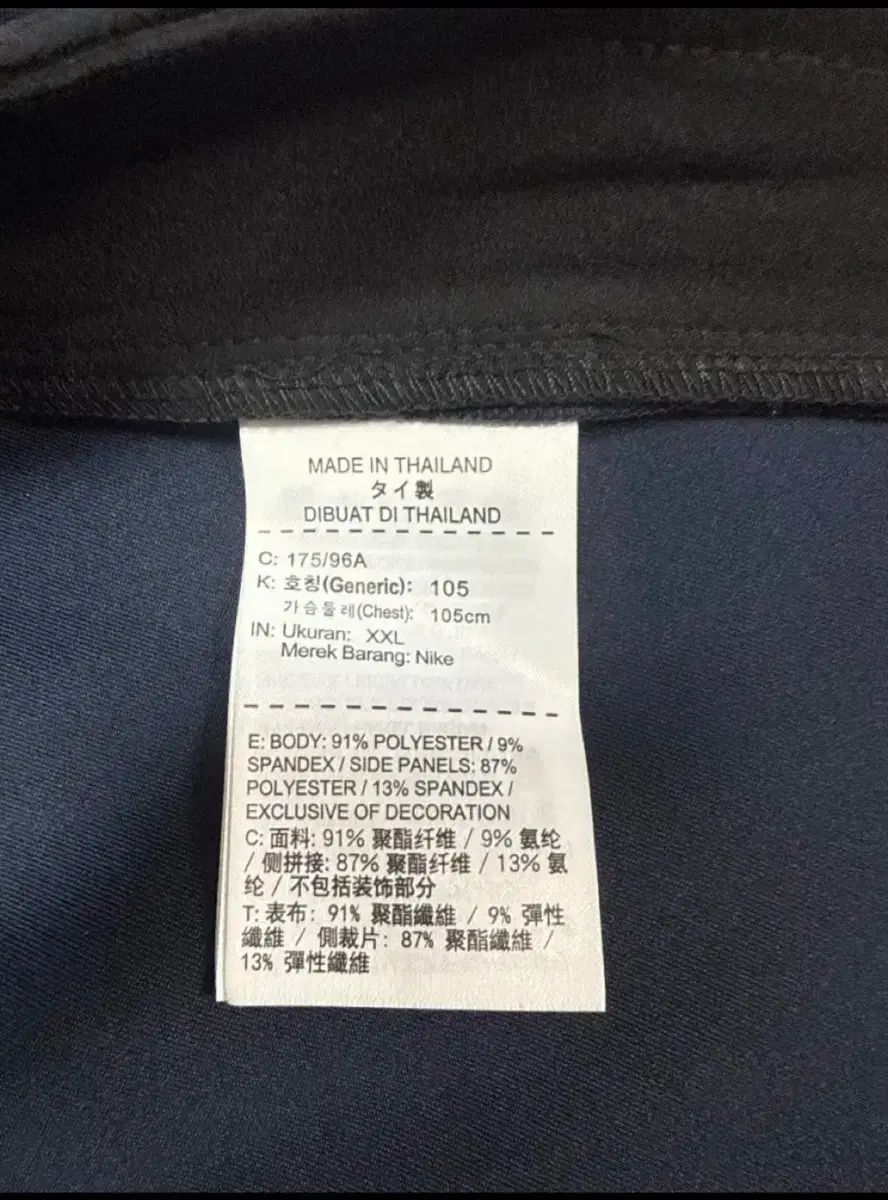 MADE IN THAILAND
タイ製
DIBUAT DI THAILAND
C: 175/96A
K: 호칭(Generic): 105
가슴둘레(Chest): 105cm
IN: Ukuran: XXL
Merek Barang: Nike
E: BODY: 91% POLYESTER / 9%
SPANDEX / SIDE PANELS: 87%
POLYESTER / 13% SPANDEX /
EXCLUSIVE OF DECORATION
C: 面料: 91% 聚酯纤维 / 9% 氨纶
/ 侧拼接: 87% 聚酯纤维 / 13% 氨
纶 / 不包括装饰部分
T: 表布: 91% 聚酯纖維 / 9% 彈性
纖維 / 側裁片: 87% 聚酯纖維 /
13% 彈性纖維